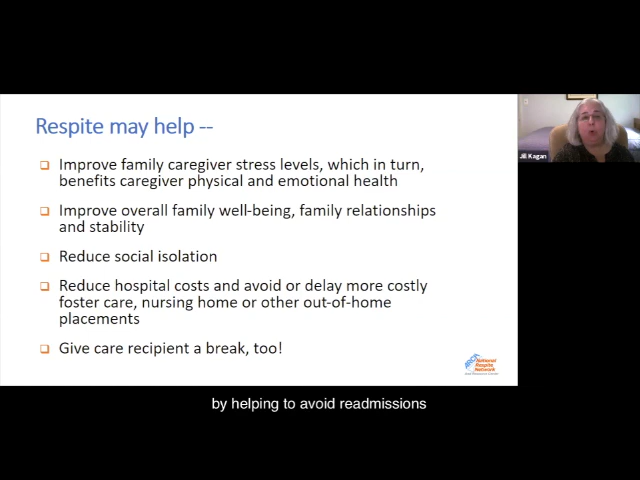 Respite may help --
Improve family caregiver stress levels, which in turn,
benefits caregiver physical and emotional health
Improve overall family well-being, family relationships
and stability
Reduce social isolation
Reduce hospital costs and avoid or delay more costly
foster care, nursing home or other out-of-home
placements
Give care recipient a break, too!
National
Respite
Network
Jill Kagan
by helping to avoid readmissions